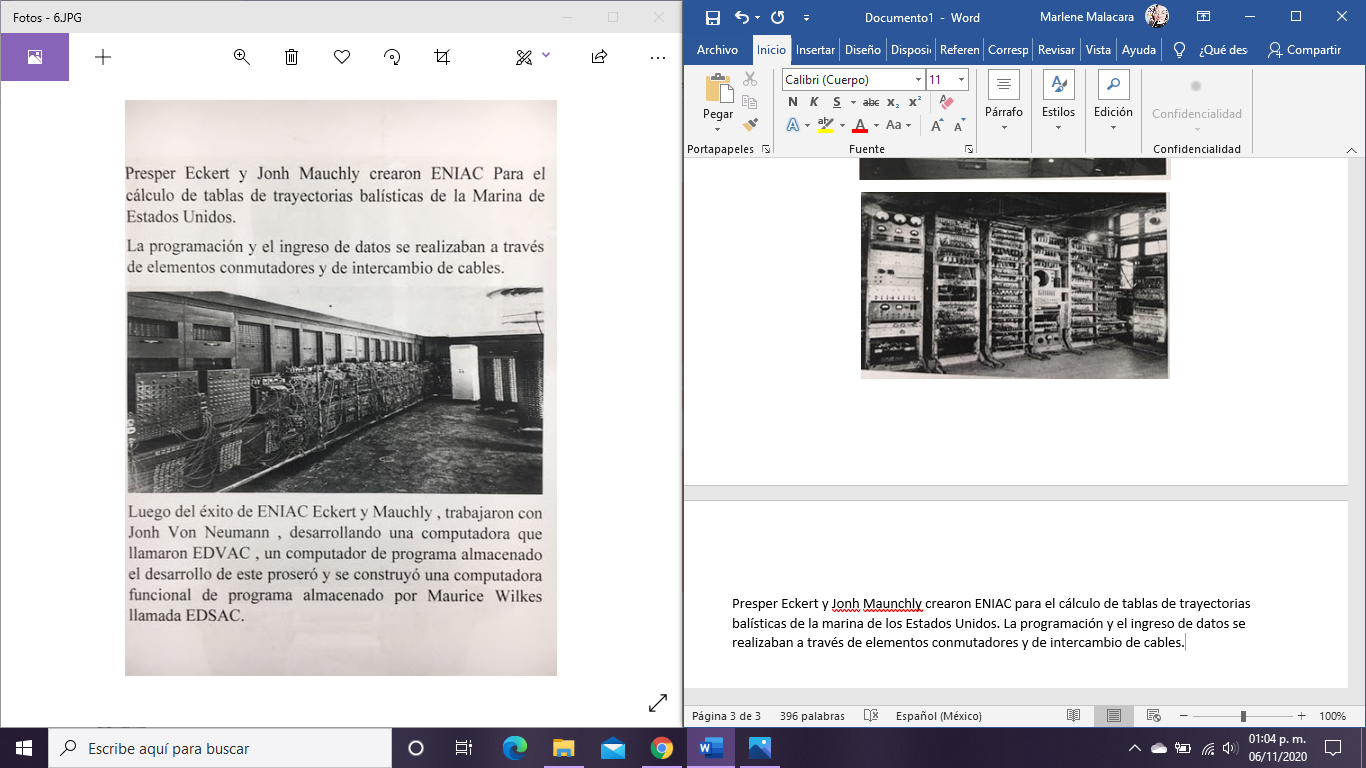 Fotos - 6.JPG
Presper Eckert y Jonh Mauchly crearon ENIAC Para el
cálculo de tablas de trayectorias balísticas de la Marina de
Estados Unidos.
La programación y el ingreso de datos se realizaban a través
de elementos conmutadores y de intercambio de cables.
Luego del éxito de ENIAC Eckert y Mauchly , trabajaron con
Jonh Von Neumann , desarrollando una computadora que
llamaron EDVAC , un computador de programa almacenado
el desarrollo de este proseró y se construyó una computadora
funcional de programa almacenado por Maurice Wilkes
llamada EDSAC.
Documento1 - Word
Marlene Malacara
Archivo Inicio Insertar Diseño Disposi Referen Corresp Revisar Vista Ayuda ¿Qué des Compartir
Calibri (Cuerpo) 11
Pegar
N K S abc x₂ x²
A ab A Aa A A
Párrafo Estilos Edición Confidencialidad
Portapapeles Fuente Confidencialidad
Presper Eckert y Jonh Maunchly crearon ENIAC para el cálculo de tablas de trayectorias
balísticas de la marina de los Estados Unidos. La programación y el ingreso de datos se
realizaban a través de elementos conmutadores y de intercambio de cables.
Página 3 de 3 396 palabras Español (México) 100%
Escribe aquí para buscar
01:04 p. m.
06/11/2020